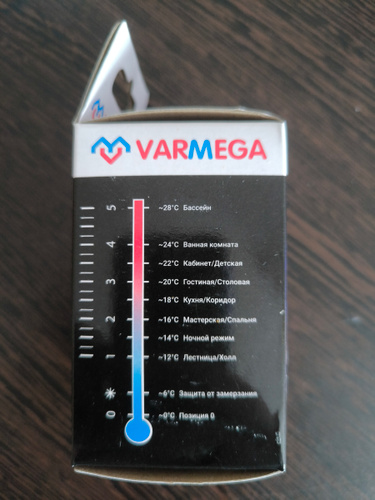 VARMEGA
5 ~28°C Бассейн
4 ~24°C Ванная комната
~22°C Кабинет/Детская
3 ~20°C Гостиная/Столовая
~18°C Кухня/Коридор
2 ~16°C Мастерская/Спальня
~14°C Ночной режим
1 ~12°C Лестница/Холл
✻ ~6°C Защита от замерзания
0 ~0°C Позиция 0